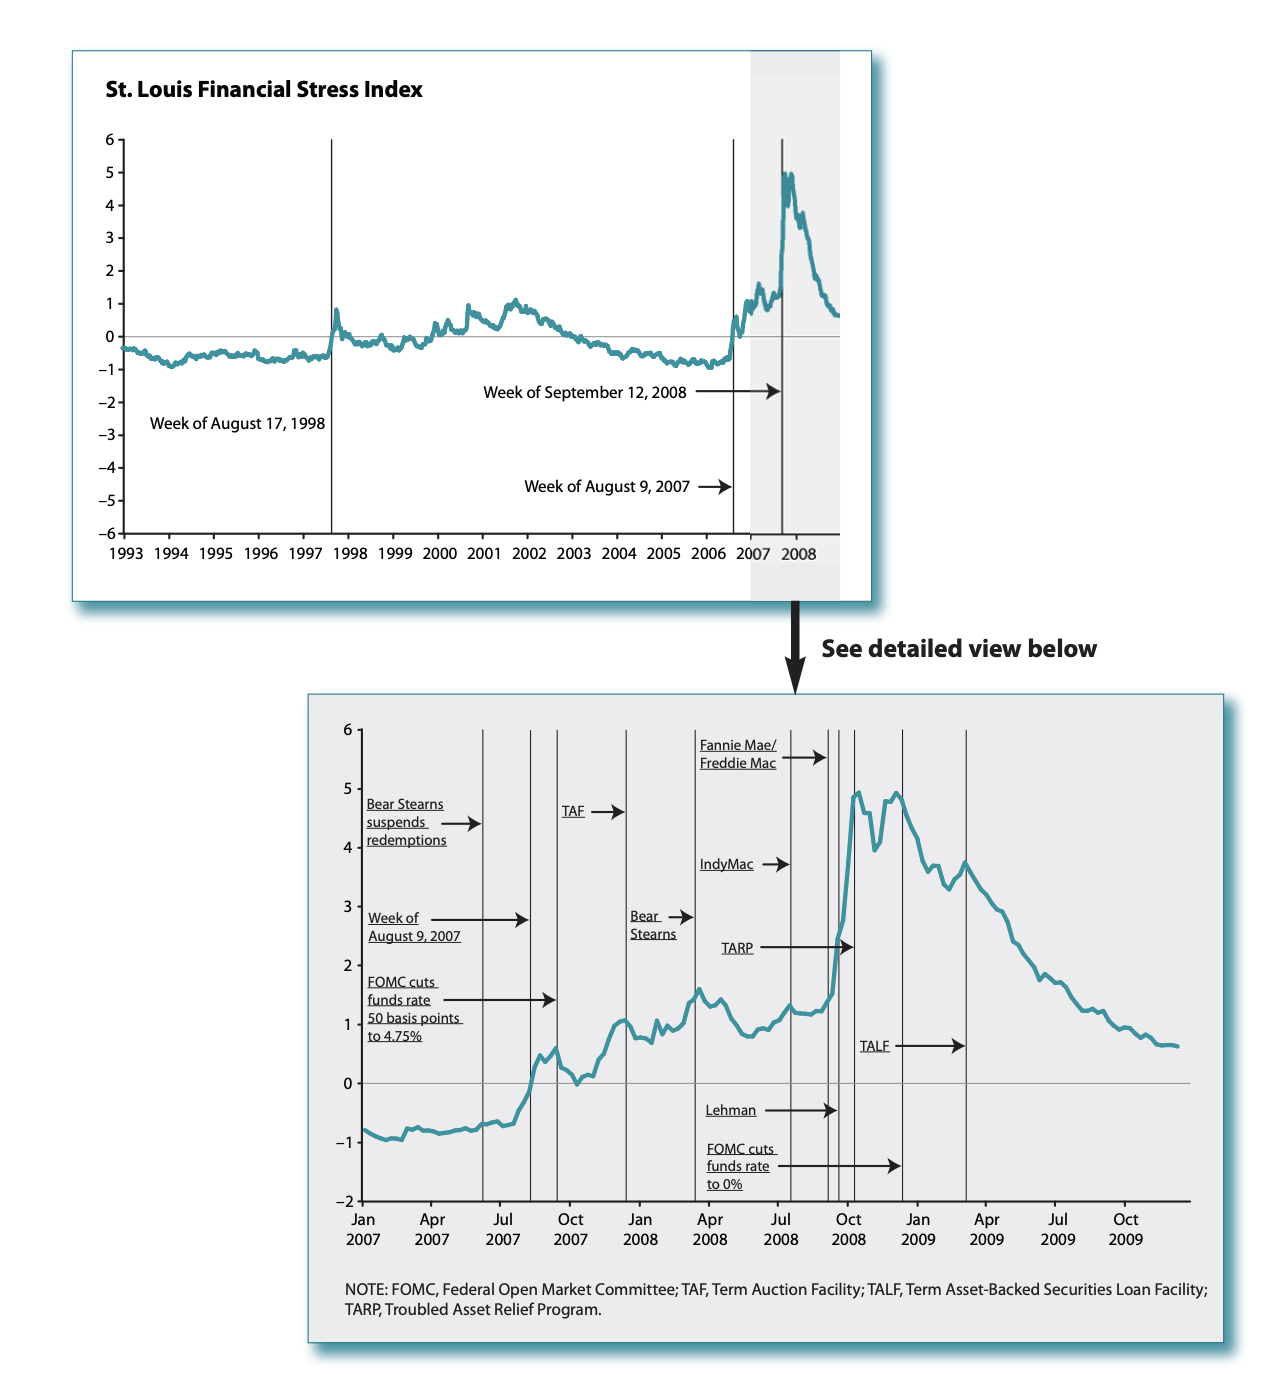 St. Louis Financial Stress Index
6
5
4
3
2
1
0
–1
–2
–3
–4
–5
–6
Week of September 12, 2008
Week of August 17, 1998
Week of August 9, 2007
1993 1994 1995 1996 1997 1998 1999 2000 2001 2002 2003 2004 2005 2006 2007 2008
See detailed view below
6
5
4
3
2
1
0
–1
–2
Fannie Mae/
Freddie Mac
Bear Stearns
suspends
redemptions
TAF
IndyMac
Week of
August 9, 2007
Bear
Stearns
TARP
FOMC cuts
funds rate
50 basis points
to 4.75%
TALF
Lehman
FOMC cuts
funds rate
to 0%
Jan Apr Jul Oct Jan Apr Jul Oct Jan Apr Jul Oct
2007 2007 2007 2007 2008 2008 2008 2008 2009 2009 2009 2009
NOTE: FOMC, Federal Open Market Committee; TAF, Term Auction Facility; TALF, Term Asset-Backed Securities Loan Facility;
TARP, Troubled Asset Relief Program.